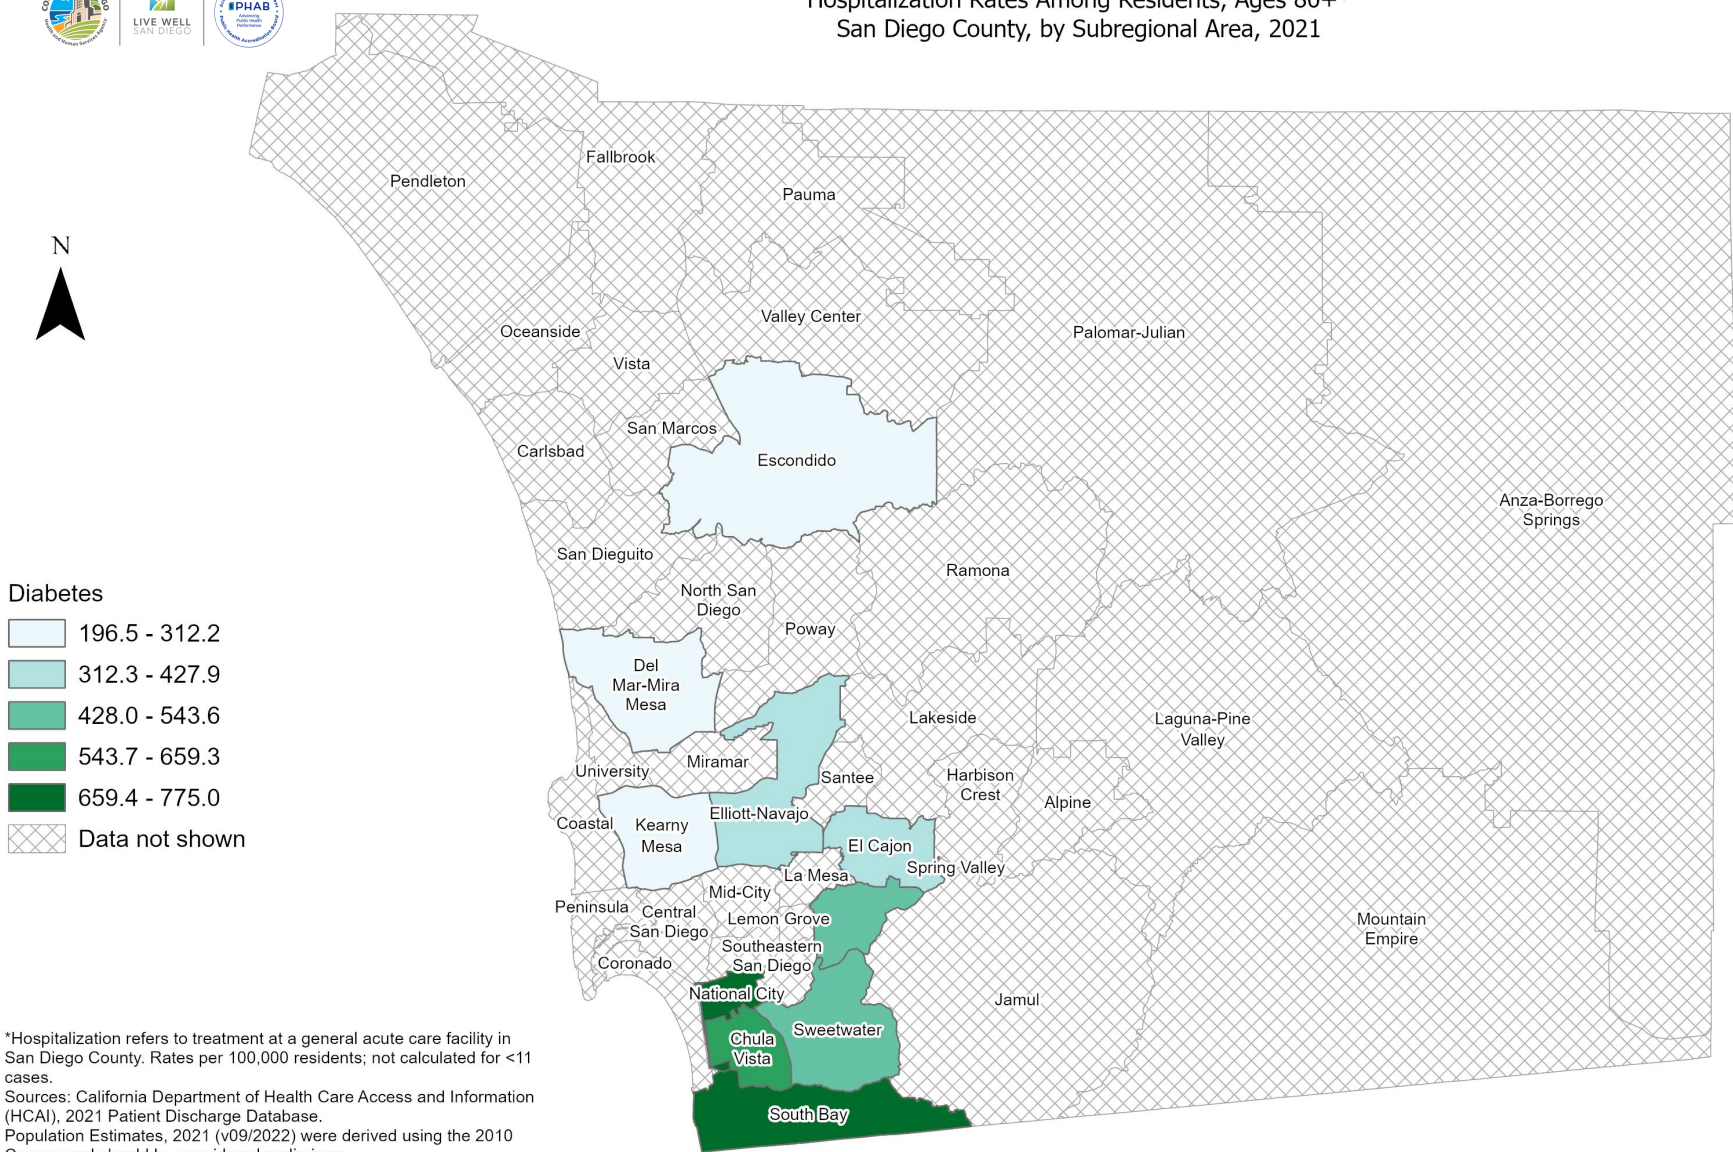 LIVE WELL
SAN DIEGO
PHAB
Advancing
Public Health
Performance
Hospitalization Rates Among Residents, Ages 80+*
San Diego County, by Subregional Area, 2021
N
Fallbrook
Pendleton
Pauma
Valley Center
Oceanside
Palomar-Julian
Vista
San Marcos
Carlsbad
Escondido
Anza-Borrego
Springs
San Dieguito
Ramona
North San
Diego
Poway
Del
Mar-Mira
Mesa
Lakeside
Laguna-Pine
Valley
Miramar
University
Santee
Harbison
Crest
Alpine
Elliott-Navajo
Coastal
Kearny
Mesa
El Cajon
Spring Valley
La Mesa
Mid-City
Peninsula
Central
San Diego
Lemon Grove
Mountain
Empire
Southeastern
San Diego
Coronado
National City
Jamul
Sweetwater
Chula
Vista
South Bay
Diabetes
196.5 - 312.2
312.3 - 427.9
428.0 - 543.6
543.7 - 659.3
659.4 - 775.0
Data not shown
*Hospitalization refers to treatment at a general acute care facility in
San Diego County. Rates per 100,000 residents; not calculated for <11
cases.
Sources: California Department of Health Care Access and Information
(HCAI), 2021 Patient Discharge Database.
Population Estimates, 2021 (v09/2022) were derived using the 2010